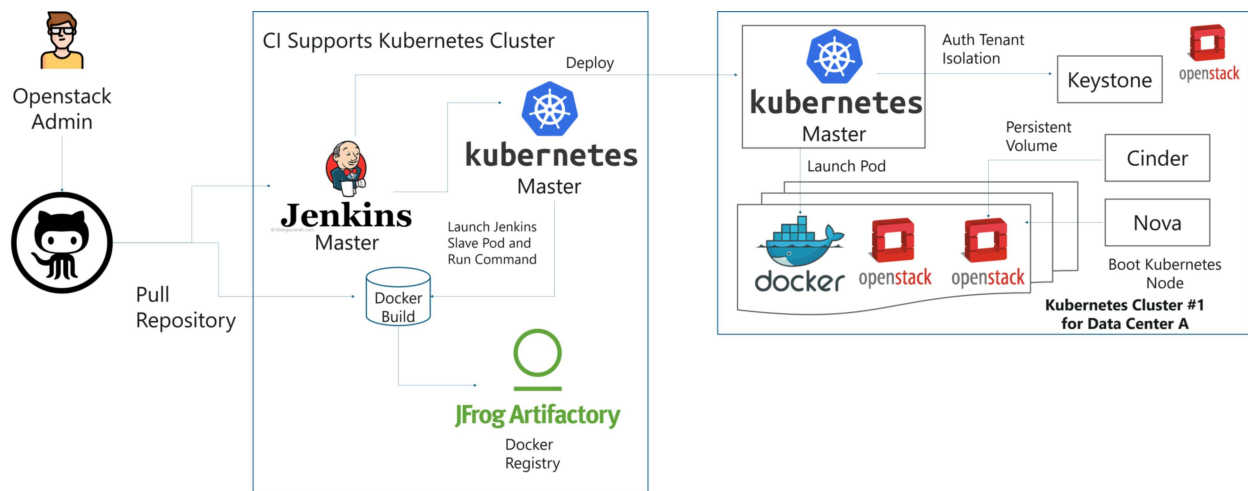 Openstack
Admin
Pull
Repository
CI Supports Kubernetes Cluster
Jenkins
Master
kubernetes
Master
Launch Jenkins
Slave Pod and
Run Command
Docker
Build
JFrog Artifactory
Docker
Registry
Deploy
kubernetes
Master
Auth Tenant
Isolation
Keystone
openstack
Launch Pod
Persistent
Volume
Cinder
Nova
docker
openstack
openstack
Boot Kubernetes
Node
Kubernetes Cluster #1
for Data Center A